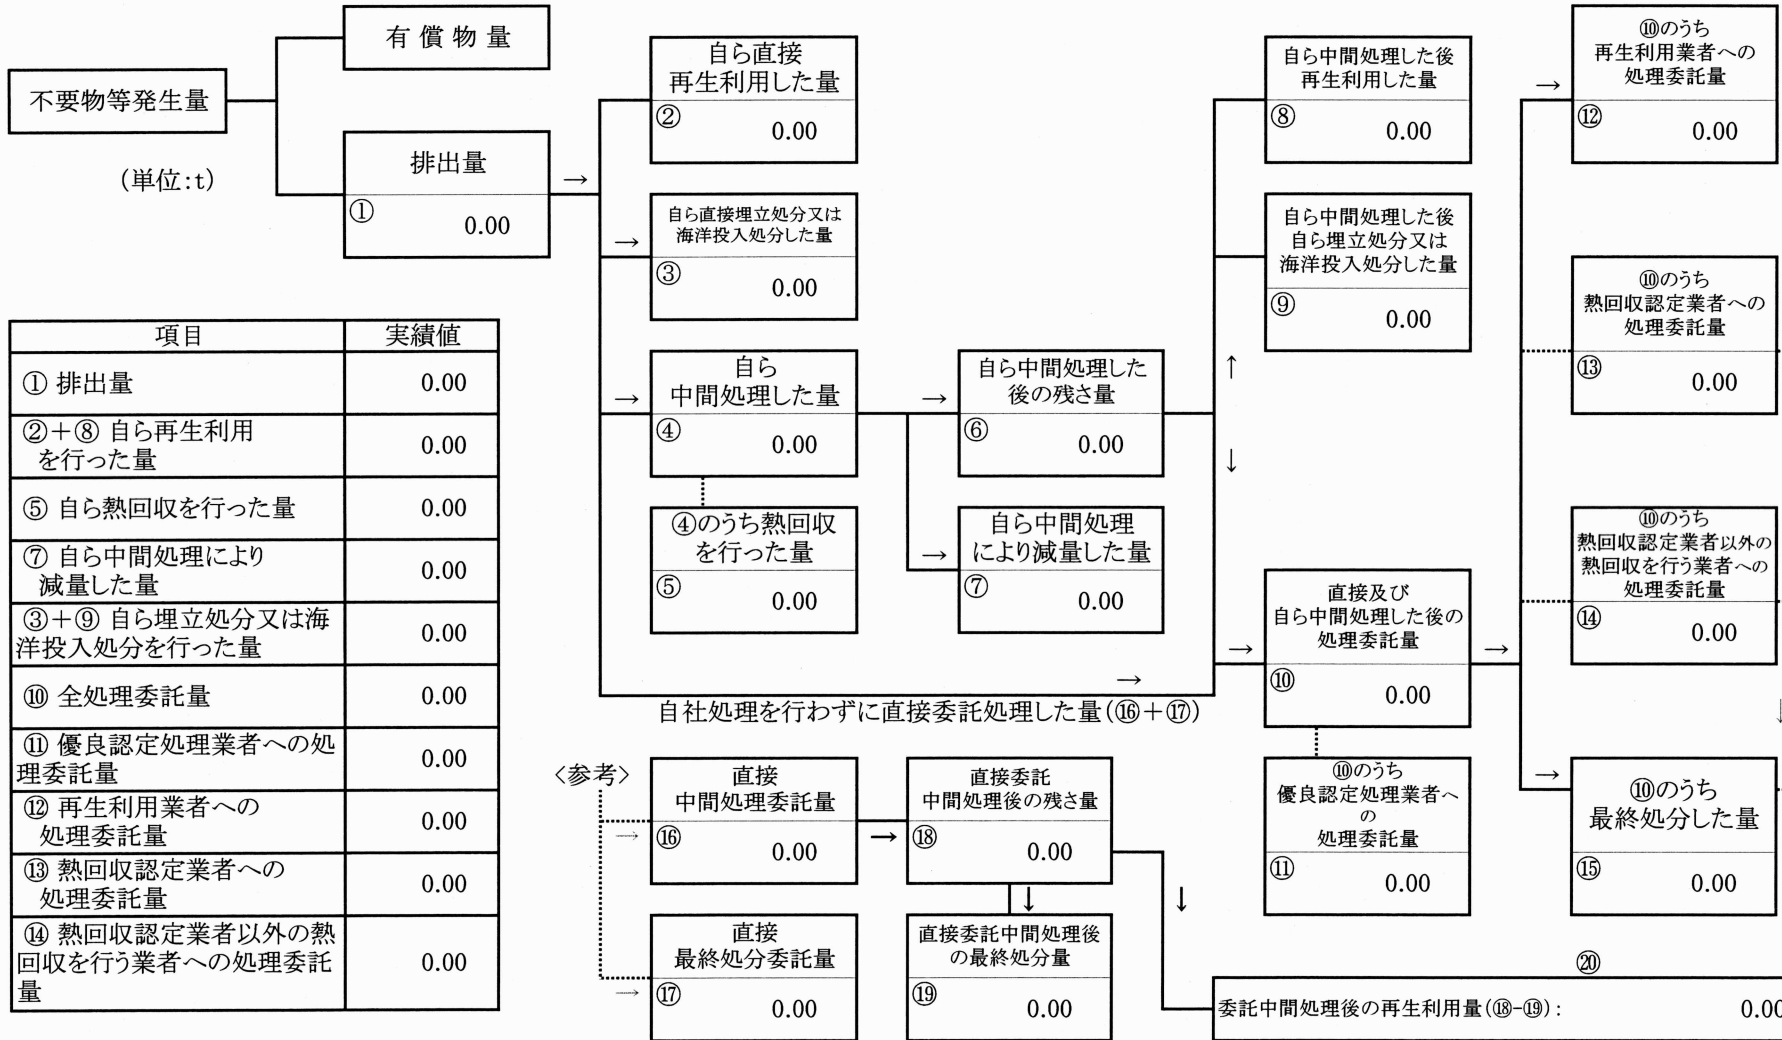 有償物量
不要物等発生量
(単位:t)
排出量
①
0.00
→
自ら直接
再生利用した量
②
0.00
→
自ら直接埋立処分又は
海洋投入処分した量
③
0.00
→
自ら
中間処理した量
④
0.00
④のうち熱回収
を行った量
⑤
0.00
→
自ら中間処理した
後の残さ量
⑥
0.00
→
自ら中間処理
により減量した量
⑦
0.00
↑
↓
自ら中間処理した後
再生利用した量
⑧
0.00
自ら中間処理した後
自ら埋立処分又は
海洋投入処分した量
⑨
0.00
→
自社処理を行わずに直接委託処理した量(⑯+⑰)
→
直接及び
自ら中間処理した後の
処理委託量
⑩
0.00
→
⑩のうち
優良認定処理業者へ
の
処理委託量
⑪
0.00
→
⑩のうち
再生利用業者への
処理委託量
⑫
0.00
⑩のうち
熱回収認定業者への
処理委託量
⑬
0.00
⑩のうち
熱回収認定業者以外の
熱回収を行う業者への
処理委託量
⑭
0.00
↓
→
⑩のうち
最終処分した量
⑮
0.00
項目 実績値
① 排出量 0.00
②+⑧ 自ら再生利用
を行った量 0.00
⑤ 自ら熱回収を行った量 0.00
⑦ 自ら中間処理により
減量した量 0.00
③+⑨ 自ら埋立処分又は海
洋投入処分を行った量 0.00
⑩ 全処理委託量 0.00
⑪ 優良認定処理業者への処
理委託量 0.00
⑫ 再生利用業者への
処理委託量 0.00
⑬ 熱回収認定業者への
処理委託量 0.00
⑭ 熱回収認定業者以外の熱
回収を行う業者への処理委託
量 0.00
〈参考〉
→
直接
中間処理委託量
⑯
0.00
→
直接委託
中間処理後の残さ量
⑱
0.00
↓
↓
→
直接
最終処分委託量
⑰
0.00
直接委託中間処理後
の最終処分量
⑲
0.00
⑳
委託中間処理後の再生利用量(⑱-⑲): 0.00